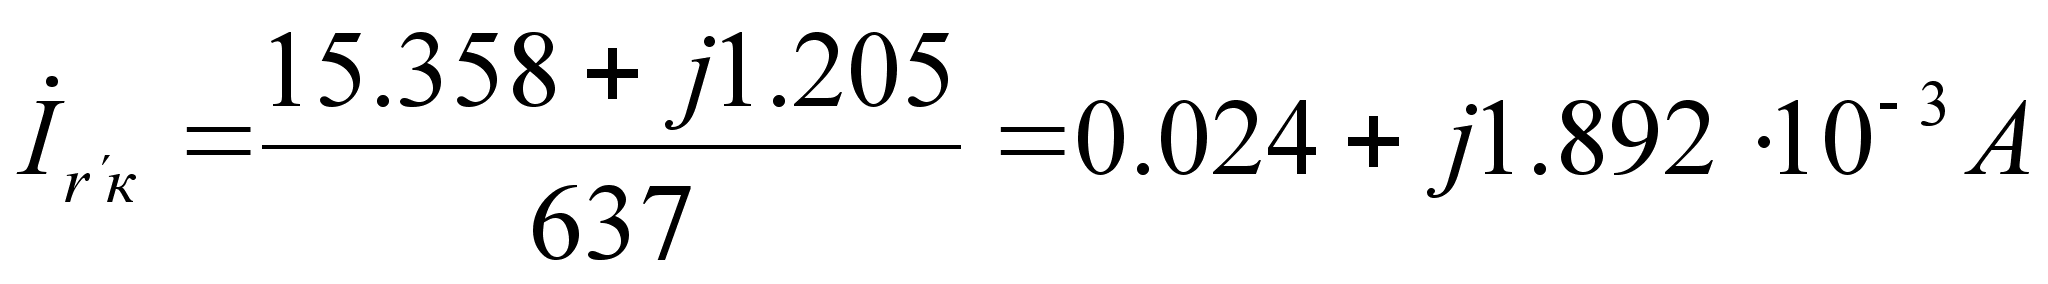 İ r′к = 15.358 + j1.205 / 637 = 0.024 + j1.892 ·10⁻³ A